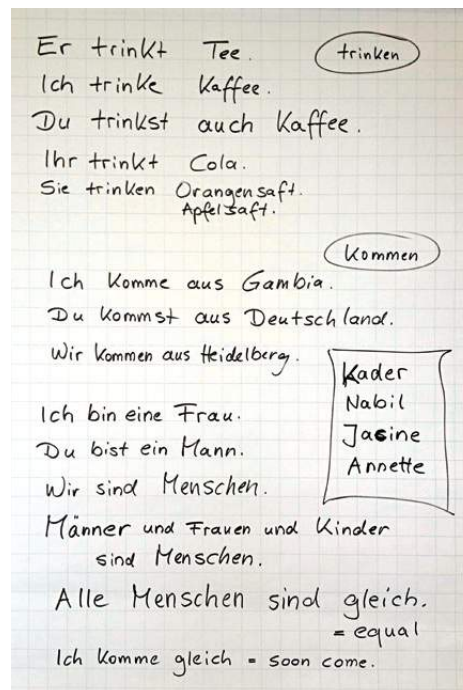 Er trinkt Tee.
trinken
Ich trinke Kaffee.
Du trinkst auch Kaffee.
Ihr trinkt Cola.
Sie trinken Orangensaft.
Apfelsaft.
kommen
Ich komme aus Gambia.
Du kommst aus Deutschland.
Wir kommen aus Heidelberg.
Kader
Nabil
Jasine
Annette
Ich bin eine Frau.
Du bist ein Mann.
Wir sind Menschen.
Männer und Frauen und Kinder
sind Menschen.
Alle Menschen sind gleich.
= equal
Ich komme gleich = soon come.